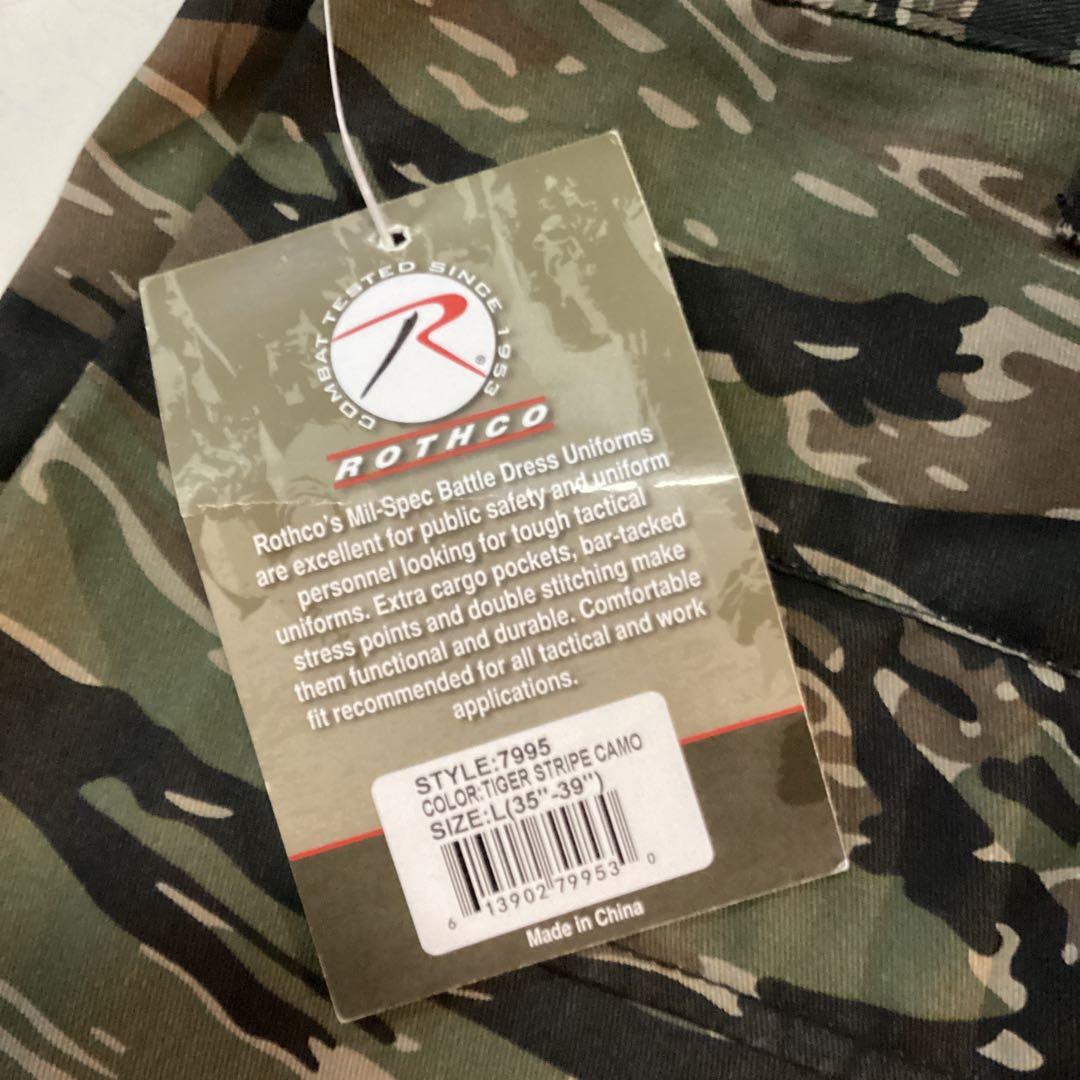 COMBAT TESTED SINCE 1953
R®
ROTHCO
Rothco's Mil-Spec Battle Dress Uniforms
are excellent for public safety and uniform
personnel looking for tough tactical
uniforms. Extra cargo pockets, bar-tacked
stress points and double stitching make
them functional and durable. Comfortable
fit recommended for all tactical and work
applications.
STYLE:7995
COLOR:TIGER STRIPE CAMO
SIZE:L(35"-39")
6 13902 79953 0
Made in China